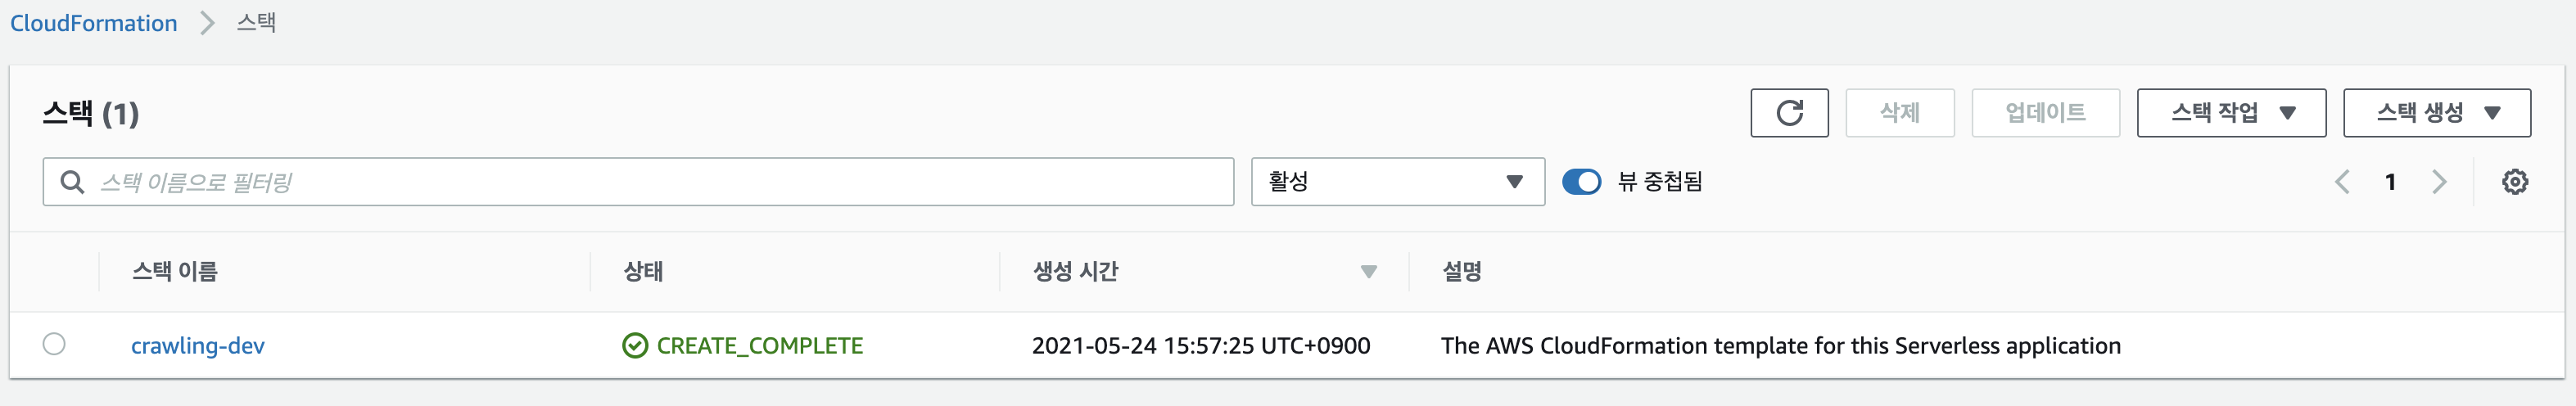 CloudFormation > 스택
스택 (1)
삭제 업데이트 스택 작업 스택 생성
스택 이름으로 필터링 활성 뷰 중첩됨 1
스택 이름 상태 생성 시간 설명
crawling-dev CREATE_COMPLETE 2021-05-24 15:57:25 UTC+0900 The AWS CloudFormation template for this Serverless application